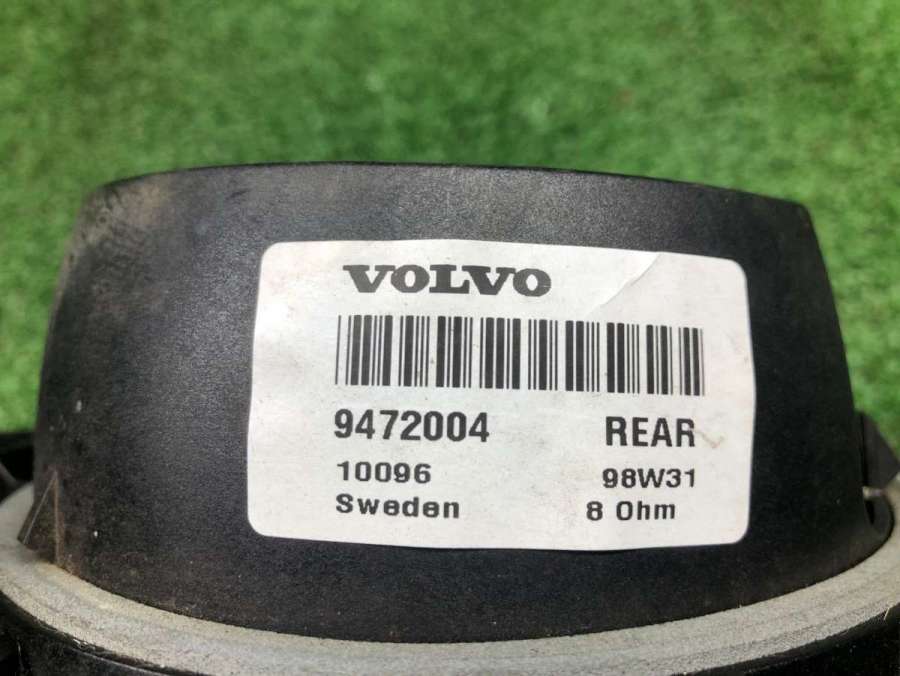 VOLVO
9472004 REAR
10096 98W31
Sweden 8 Ohm